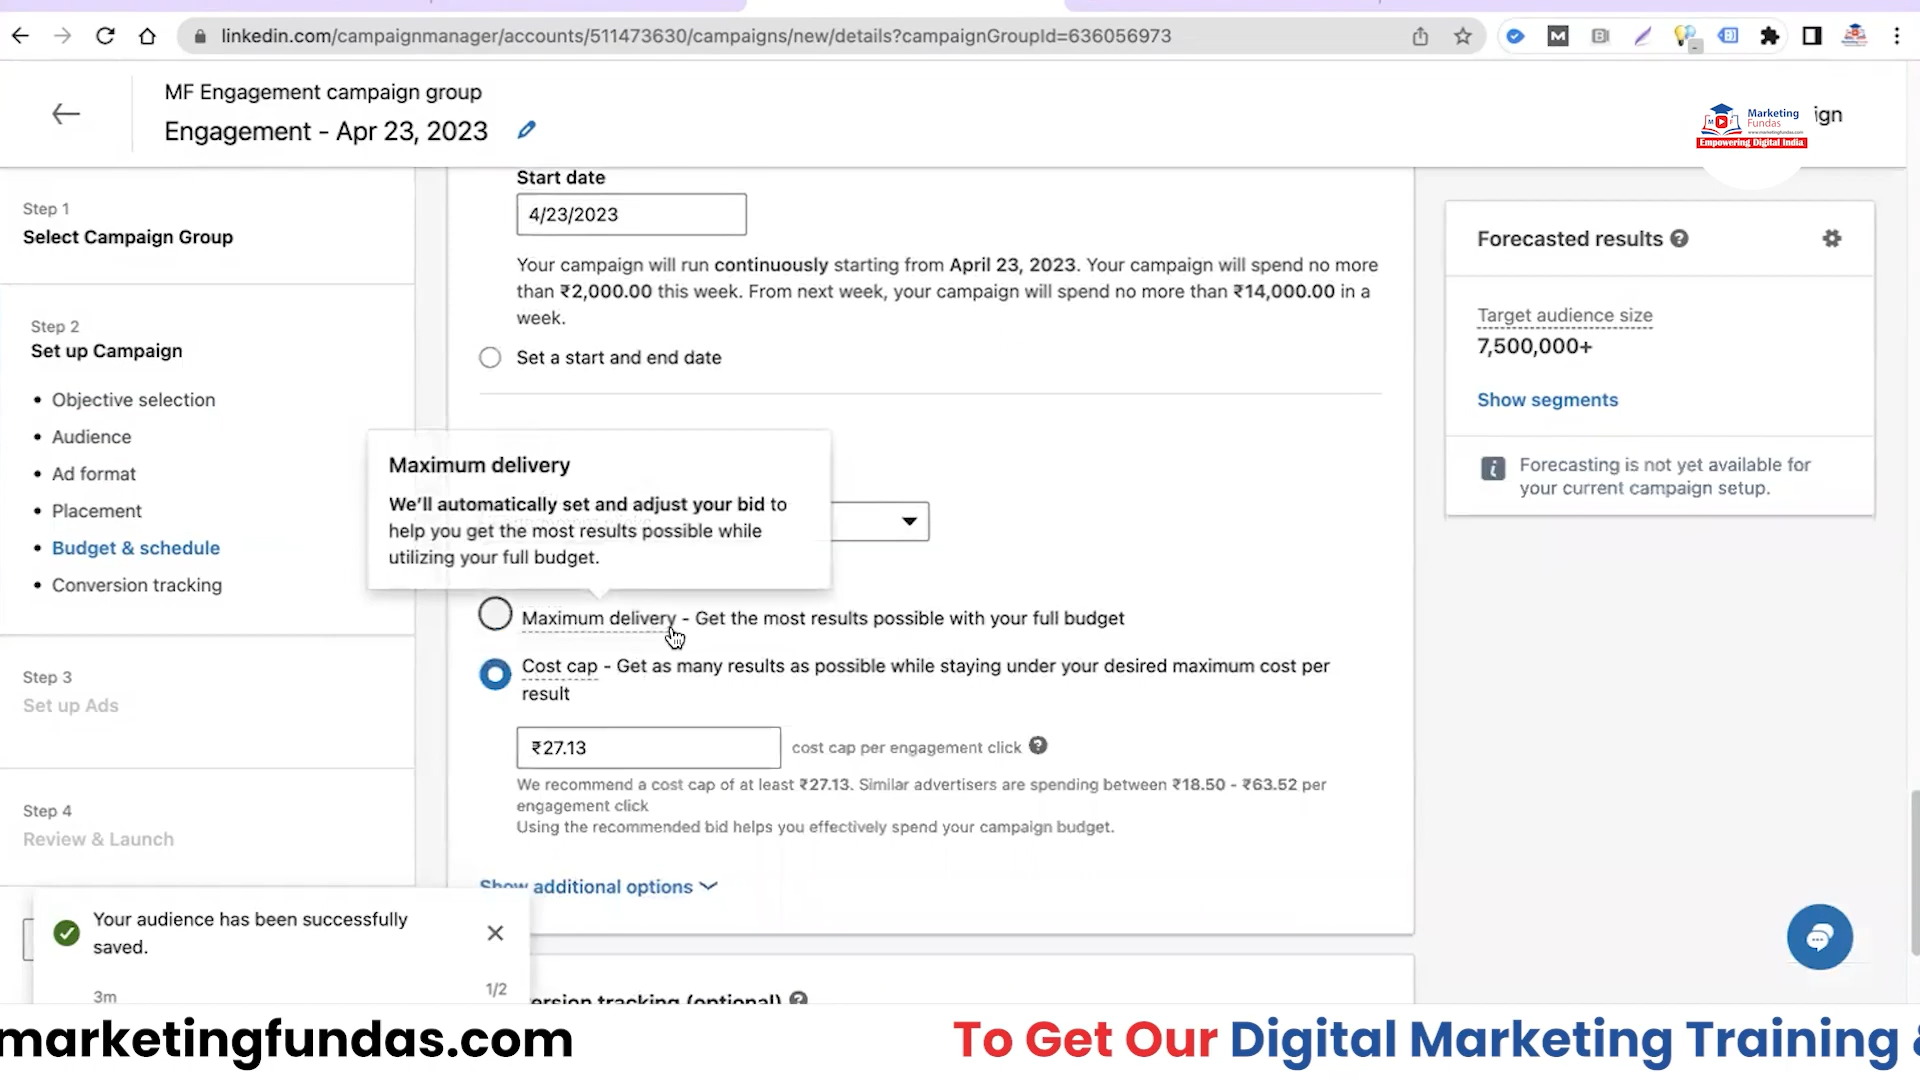 linkedin.com/campaignmanager/accounts/511473630/campaigns/new/details?campaignGroupId=636056973
MF Engagement campaign group
Engagement - Apr 23, 2023
Marketing
Fundas
www.marketingfundas.com
Empowering Digital India
ign
Step 1
Select Campaign Group
Step 2
Set up Campaign
• Objective selection
• Audience
• Ad format
• Placement
• Budget & schedule
• Conversion tracking
Step 3
Set up Ads
Step 4
Review & Launch
Start date
4/23/2023
Your campaign will run continuously starting from April 23, 2023. Your campaign will spend no more
than ₹2,000.00 this week. From next week, your campaign will spend no more than ₹14,000.00 in a
week.
Set a start and end date
Maximum delivery
We'll automatically set and adjust your bid to
help you get the most results possible while
utilizing your full budget.
Maximum delivery - Get the most results possible with your full budget
Cost cap - Get as many results as possible while staying under your desired maximum cost per
result
₹27.13
cost cap per engagement click
We recommend a cost cap of at least ₹27.13. Similar advertisers are spending between ₹18.50 - ₹63.52 per
engagement click
Using the recommended bid helps you effectively spend your campaign budget.
Show additional options
Forecasted results
Target audience size
7,500,000+
Show segments
Forecasting is not yet available for
your current campaign setup.
Your audience has been successfully
saved.
3m
1/2
ersion tracking (optional)
marketingfundas.com
To Get Our Digital Marketing Training &